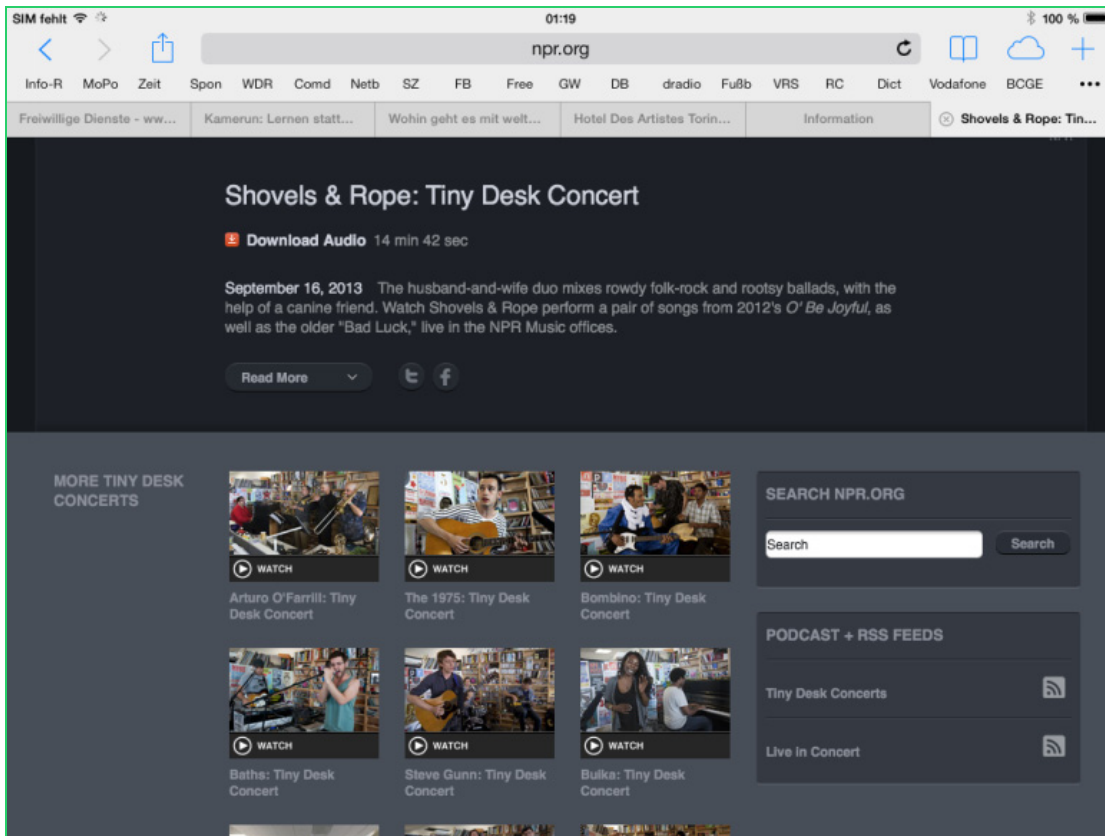 SIM fehlt 01:19 100 %
npr.org
Info-R MoPo Zeit Spon WDR Comd Netb SZ FB Free GW DB dradio Fußb VRS RC Dict Vodafone BCGE •••
Freiwillige Dienste - ww... Kamerun: Lernen statt... Wohin geht es mit welt... Hotel Des Artistes Torin... Information Shovels & Rope: Tin...
Shovels & Rope: Tiny Desk Concert
Download Audio 14 min 42 sec
September 16, 2013 The husband-and-wife duo mixes rowdy folk-rock and rootsy ballads, with the
help of a canine friend. Watch Shovels & Rope perform a pair of songs from 2012's O' Be Joyful, as
well as the older "Bad Luck," live in the NPR Music offices.
Read More
MORE TINY DESK
CONCERTS
WATCH
Arturo O'Farrill: Tiny
Desk Concert
WATCH
The 1975: Tiny Desk
Concert
WATCH
Bombino: Tiny Desk
Concert
WATCH
Baths: Tiny Desk
Concert
WATCH
Steve Gunn: Tiny Desk
Concert
WATCH
Buika: Tiny Desk
Concert
SEARCH NPR.ORG
Search Search
PODCAST + RSS FEEDS
Tiny Desk Concerts
Live in Concert